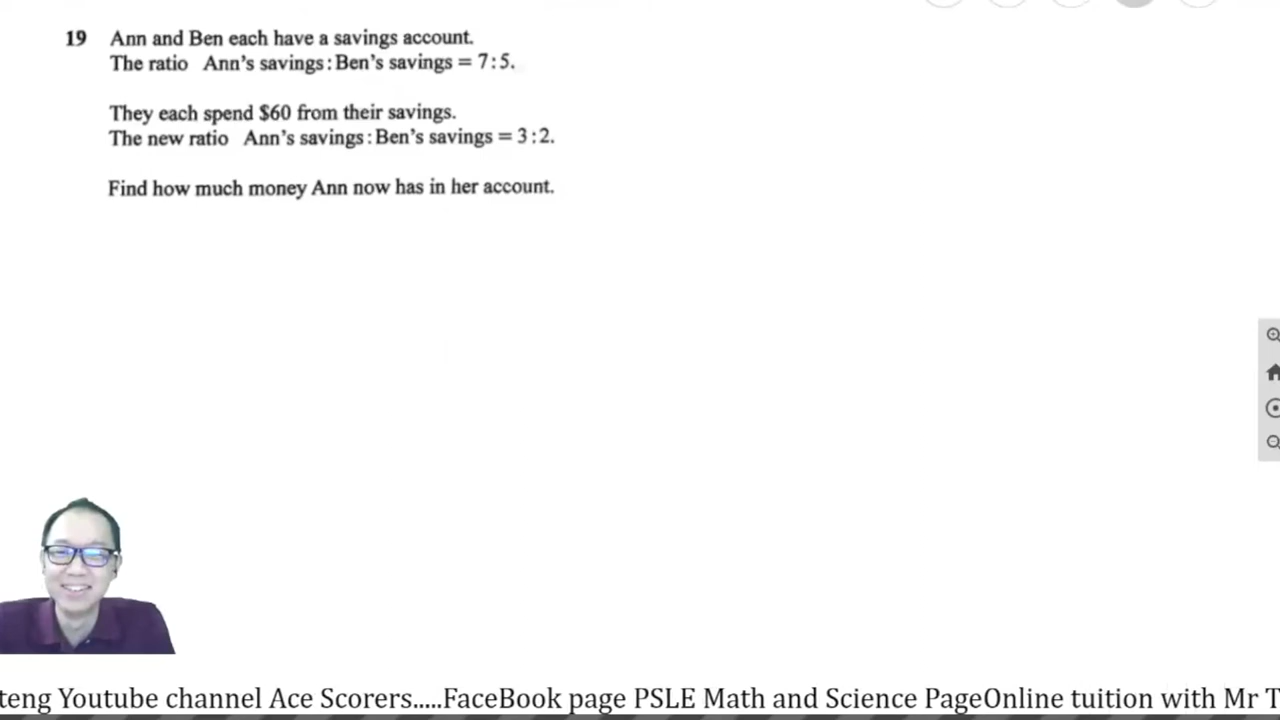 19 Ann and Ben each have a savings account.
The ratio Ann's savings : Ben's savings = 7 : 5.
They each spend $60 from their savings.
The new ratio Ann's savings : Ben's savings = 3 : 2.
Find how much money Ann now has in her account.
teng Youtube channel Ace Scorers.....FaceBook page PSLE Math and Science PageOnline tuition with Mr T